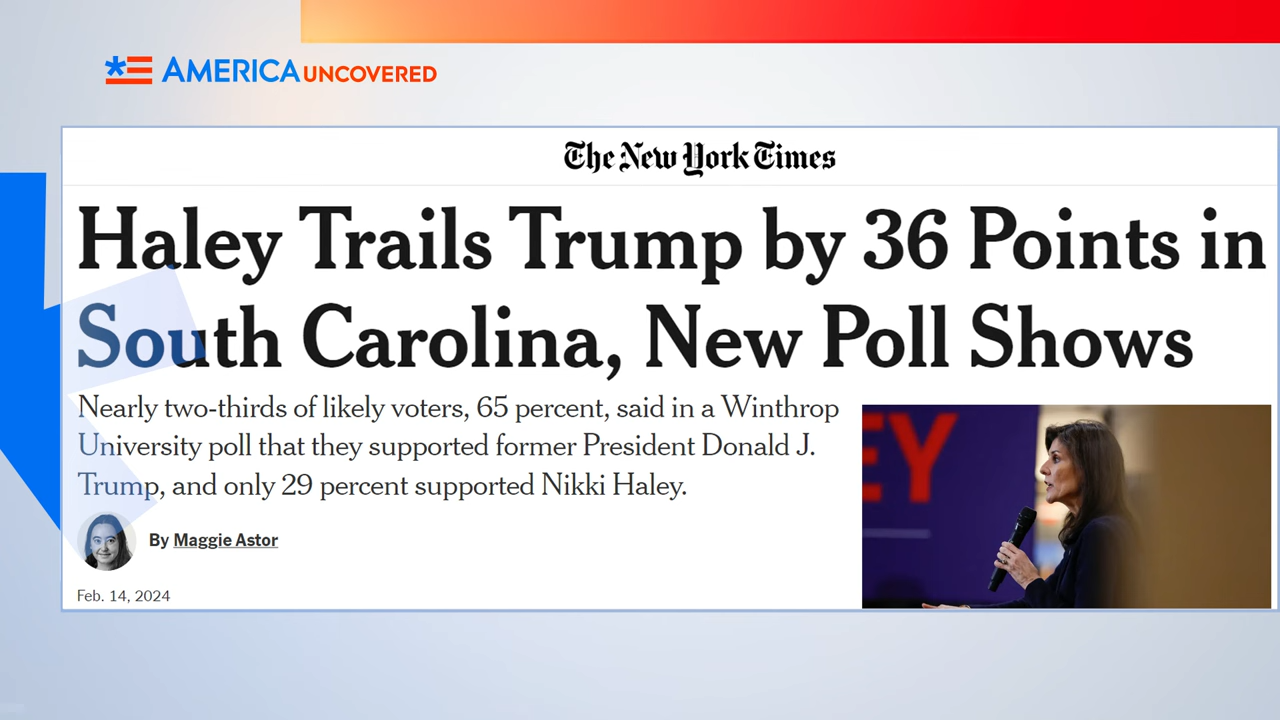 AMERICA UNCOVERED
The New York Times
Haley Trails Trump by 36 Points in
South Carolina, New Poll Shows
Nearly two-thirds of likely voters, 65 percent, said in a Winthrop
University poll that they supported former President Donald J.
Trump, and only 29 percent supported Nikki Haley.
EY
By Maggie Astor
Feb. 14, 2024